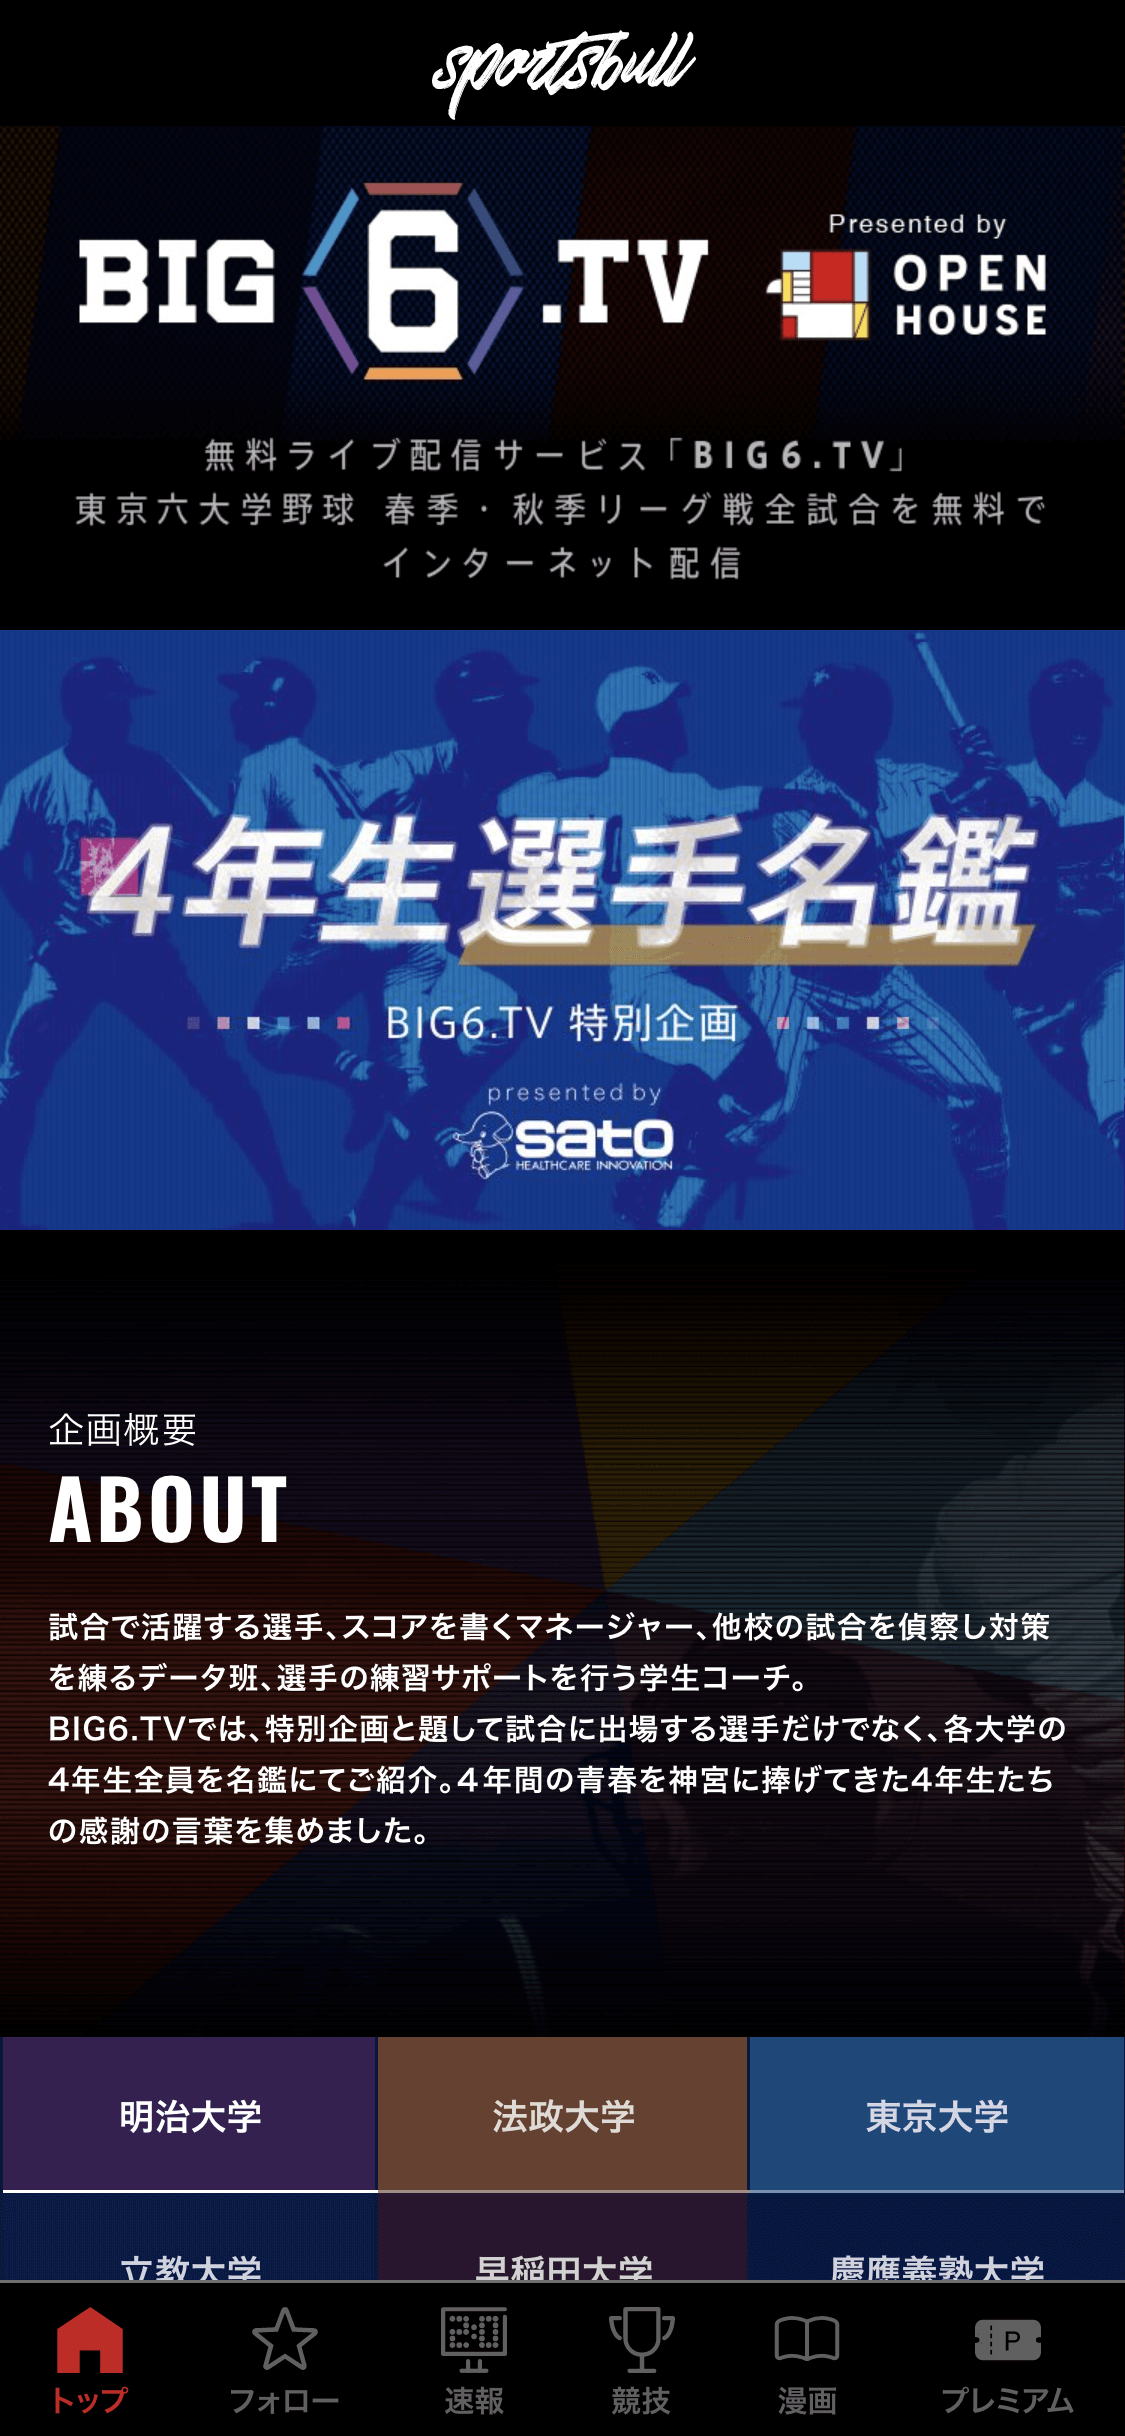 sportsbull
BIG 6 .TV
Presented by
OPEN
HOUSE
無料ライブ配信サービス「BIG6.TV」
東京六大学野球 春季・秋季リーグ戦全試合を無料で
インターネット配信
4年生選手名鑑
BIG6.TV 特別企画
presented by
sato
HEALTHCARE INNOVATION
企画概要
ABOUT
試合で活躍する選手、スコアを書くマネージャー、他校の試合を偵察し対策
を練るデータ班、選手の練習サポートを行う学生コーチ。
BIG6.TVでは、特別企画と題して試合に出場する選手だけでなく、各大学の
4年生全員を名鑑にてご紹介。4年間の青春を神宮に捧げてきた4年生たち
の感謝の言葉を集めました。
明治大学 法政大学 東京大学
立教大学 早稲田大学 慶應義塾大学
P
トップ フォロー 速報 競技 漫画 プレミアム